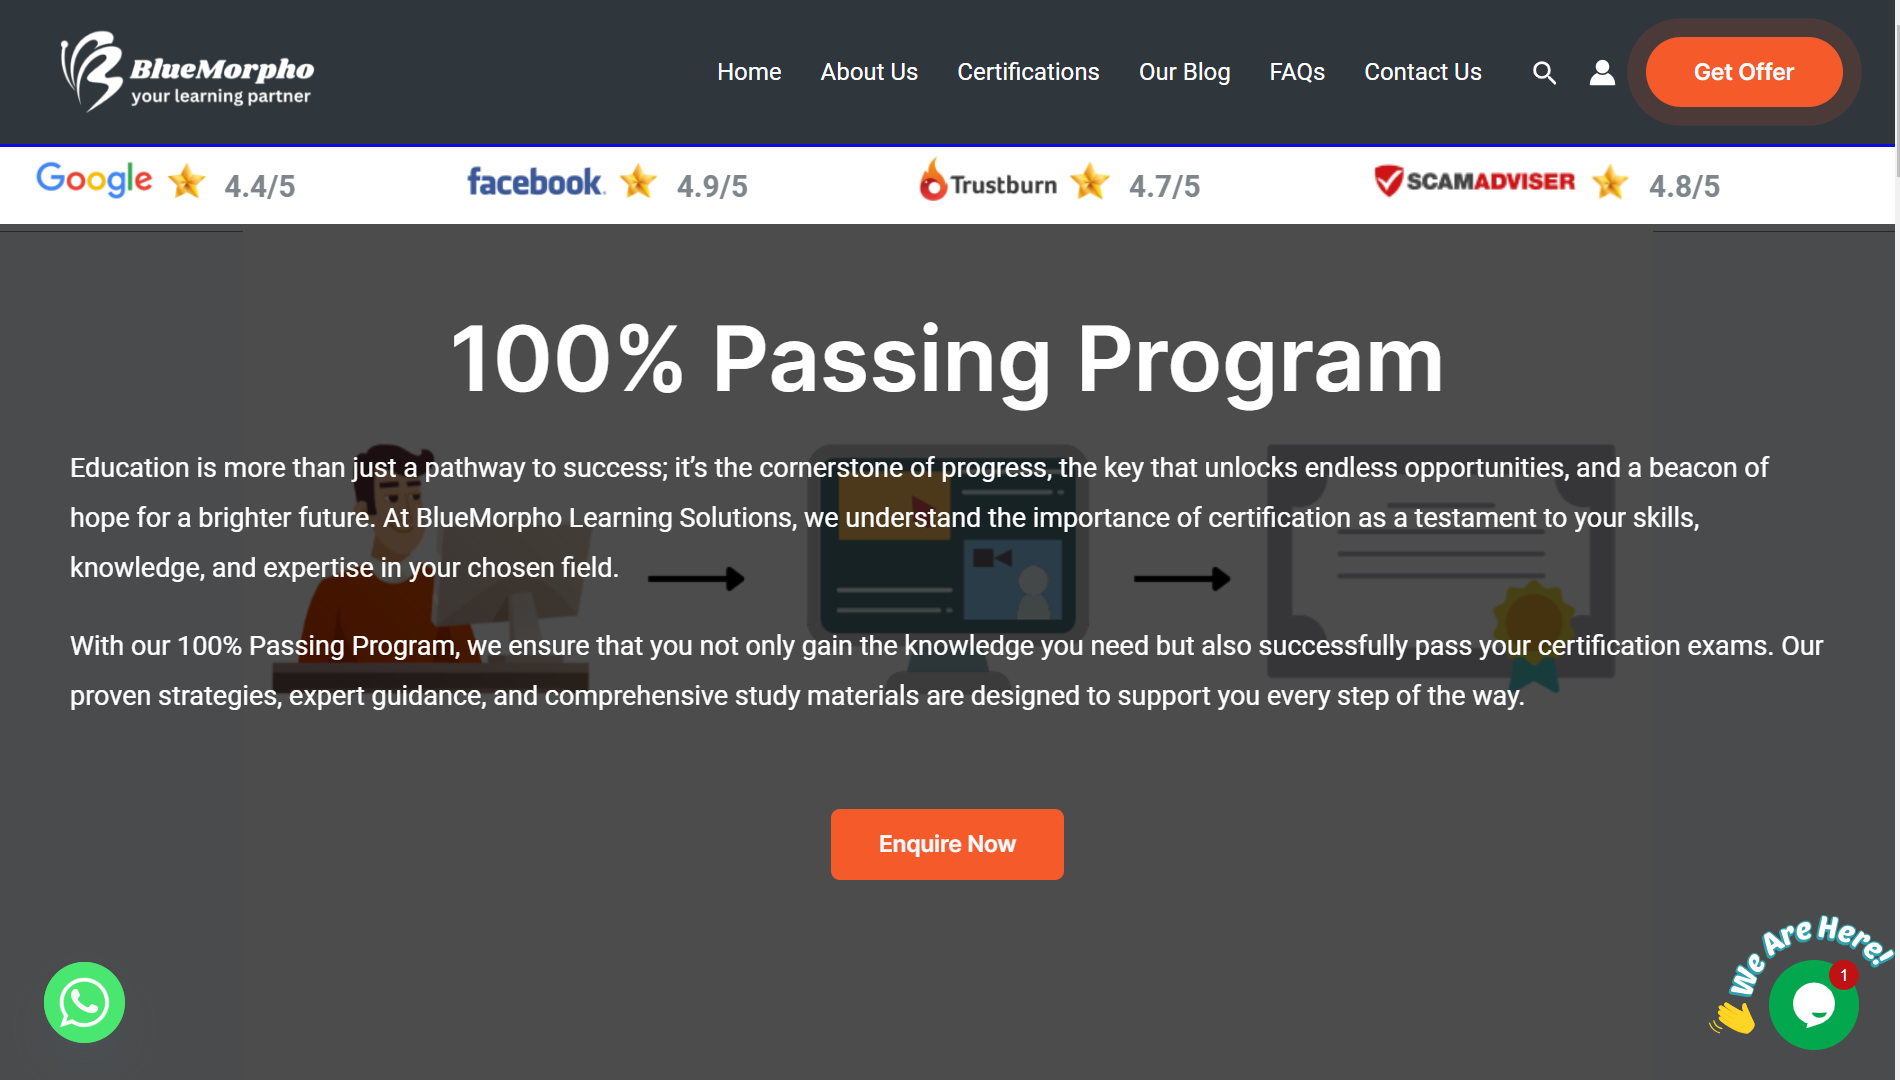 BlueMorpho
your learning partner
Home About Us Certifications Our Blog FAQs Contact Us Get Offer
Google 4.4/5 facebook. 4.9/5 Trustburn 4.7/5 SCAMADVISER 4.8/5
100% Passing Program
Education is more than just a pathway to success; it’s the cornerstone of progress, the key that unlocks endless opportunities, and a beacon of
hope for a brighter future. At BlueMorpho Learning Solutions, we understand the importance of certification as a testament to your skills,
knowledge, and expertise in your chosen field.
With our 100% Passing Program, we ensure that you not only gain the knowledge you need but also successfully pass your certification exams. Our
proven strategies, expert guidance, and comprehensive study materials are designed to support you every step of the way.
Enquire Now
We Are Here!
1